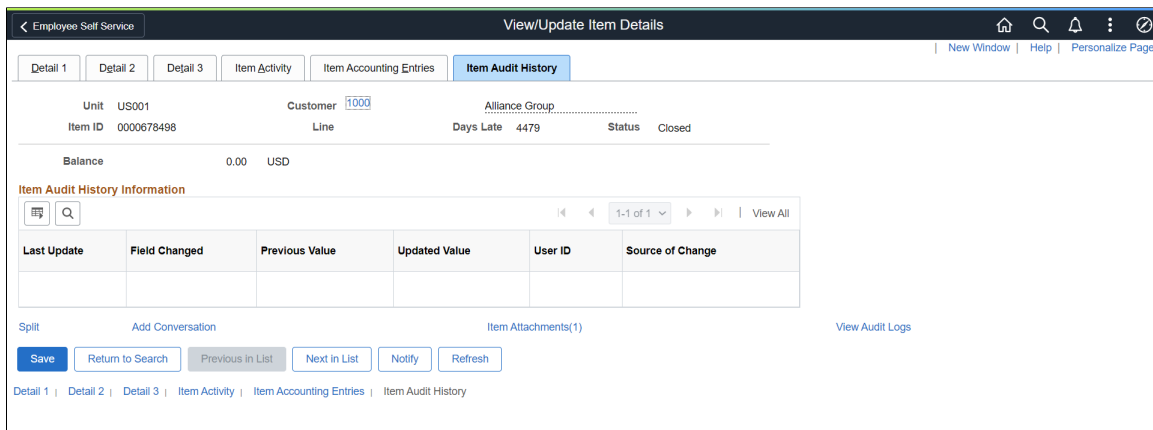 Employee Self Service
View/Update Item Details
New Window | Help | Personalize Page
Detail 1 Detail 2 Detail 3 Item Activity Item Accounting Entries Item Audit History
Unit US001 Customer 1000 Alliance Group
Item ID 0000678498 Line Days Late 4479 Status Closed
Balance 0.00 USD
Item Audit History Information
1-1 of 1 | View All
Last Update Field Changed Previous Value Updated Value User ID Source of Change
Split Add Conversation Item Attachments(1) View Audit Logs
Save Return to Search Previous in List Next in List Notify Refresh
Detail 1 | Detail 2 | Detail 3 | Item Activity | Item Accounting Entries | Item Audit History